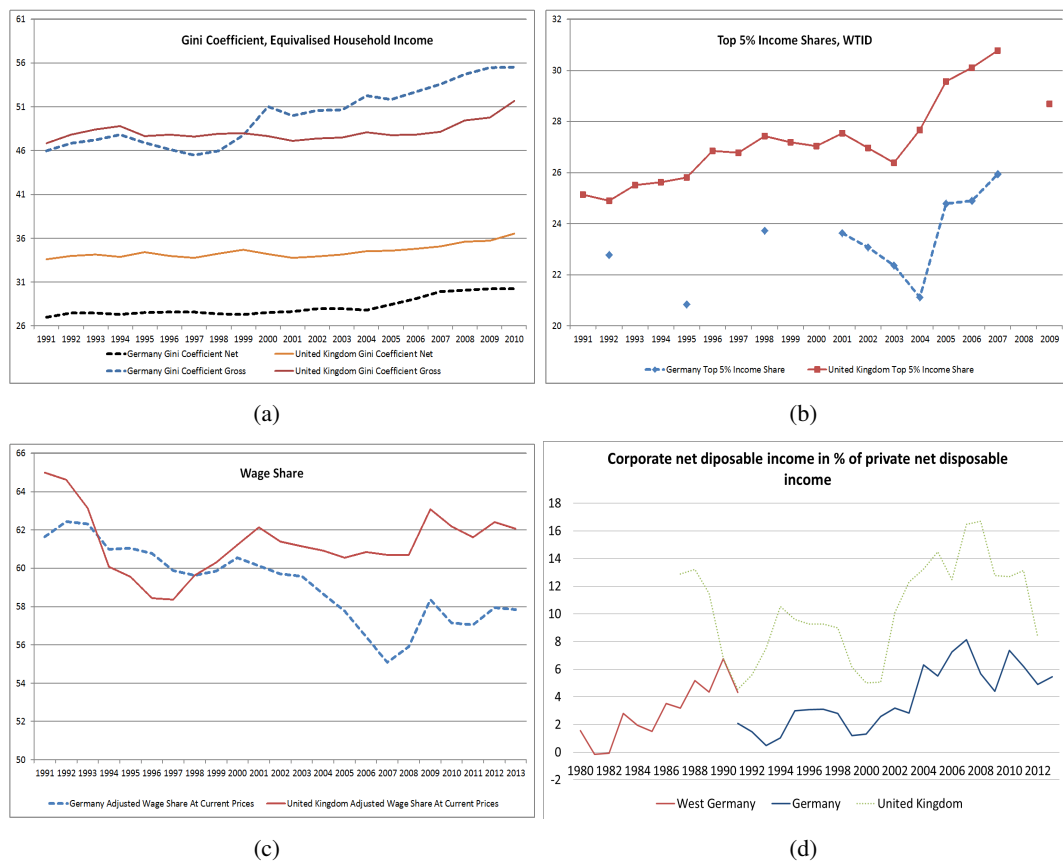 Gini Coefficient, Equivalised Household Income
61
56
51
46
41
36
31
26
1991 1992 1993 1994 1995 1996 1997 1998 1999 2000 2001 2002 2003 2004 2005 2006 2007 2008 2009 2010
Germany Gini Coefficient Net United Kingdom Gini Coefficient Net
Germany Gini Coefficient Gross United Kingdom Gini Coefficient Gross
(a)
Top 5% Income Shares, WTID
32
30
28
26
24
22
20
1991 1992 1993 1994 1995 1996 1997 1998 1999 2000 2001 2002 2003 2004 2005 2006 2007 2008 2009
Germany Top 5% Income Share United Kingdom Top 5% Income Share
(b)
Wage Share
66
64
62
60
58
56
54
52
50
1991 1992 1993 1994 1995 1996 1997 1998 1999 2000 2001 2002 2003 2004 2005 2006 2007 2008 2009 2010 2011 2012 2013
Germany Adjusted Wage Share At Current Prices United Kingdom Adjusted Wage Share At Current Prices
(c)
Corporate net diposable income in % of private net disposable
income
18
16
14
12
10
8
6
4
2
0
-2
1980 1982 1984 1986 1988 1990 1992 1994 1996 1998 2000 2002 2004 2006 2008 2010 2012
West Germany Germany United Kingdom
(d)